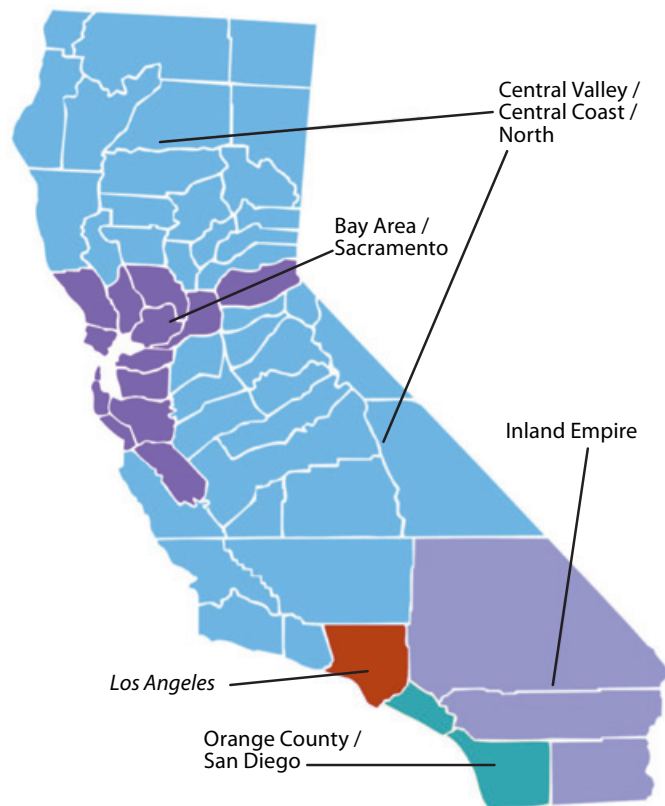 Central Valley /
Central Coast /
North
Bay Area /
Sacramento
Inland Empire
Los Angeles
Orange County /
San Diego